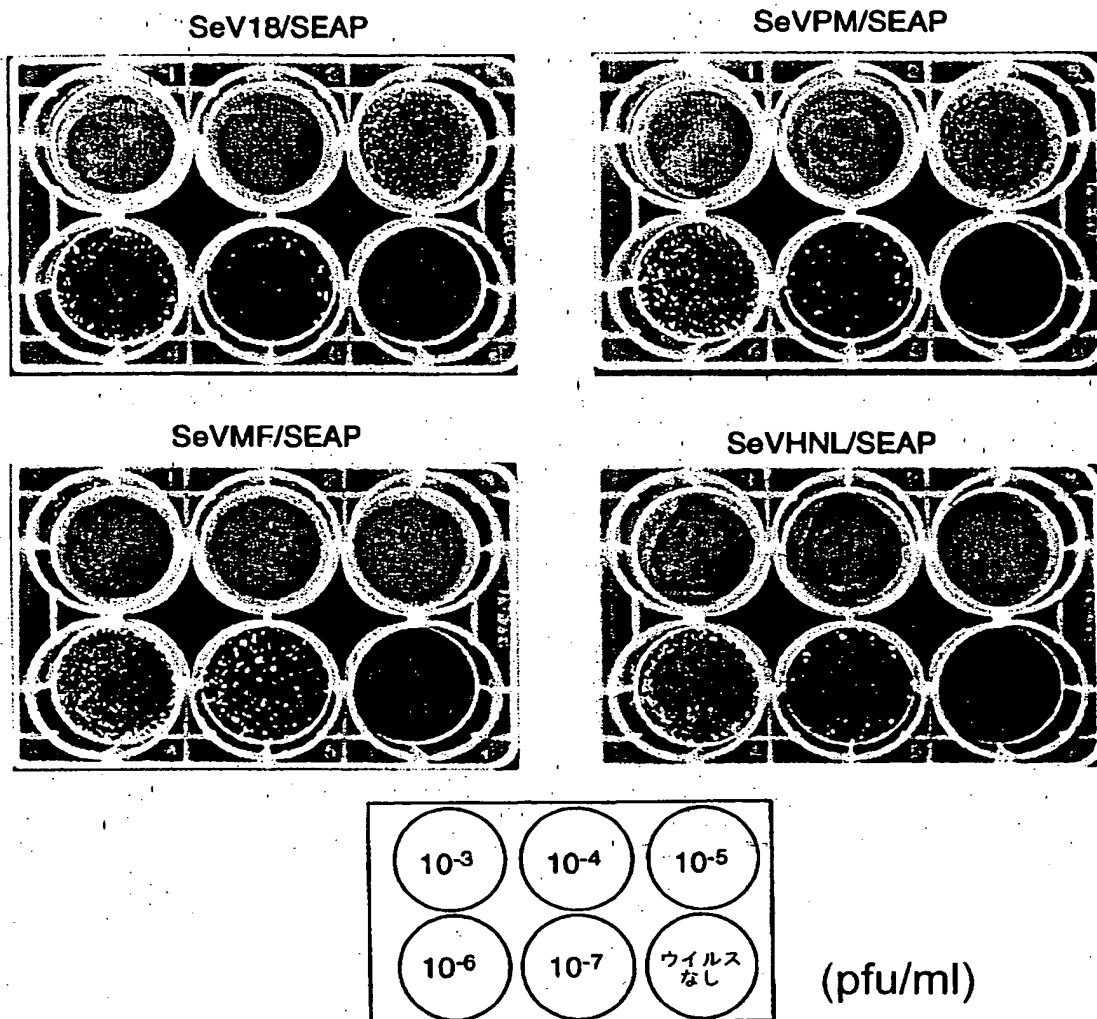 SeV18/SEAP
SeVPM/SEAP
SeVMF/SEAP
SeVHNL/SEAP
10⁻³
10⁻⁴
10⁻⁵
10⁻⁶
10⁻⁷
ウイルス
なし
(pfu/ml)